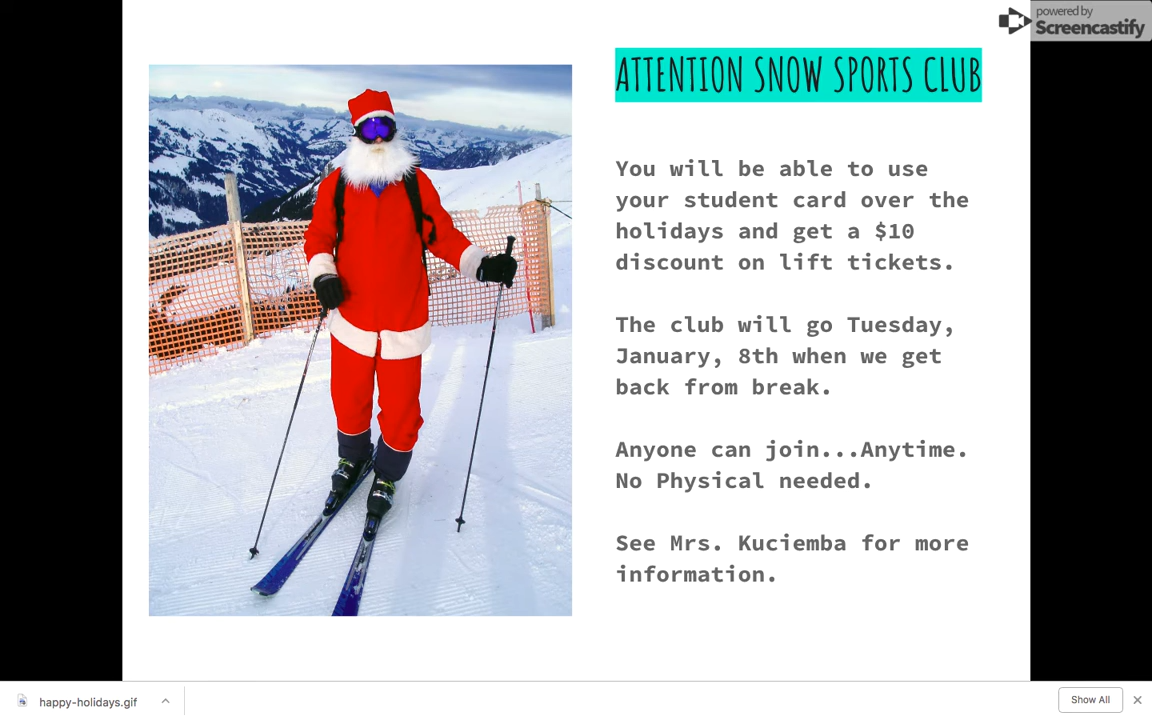 powered by
Screencastify
ATTENTION SNOW SPORTS CLUB
You will be able to use
your student card over the
holidays and get a $10
discount on lift tickets.
The club will go Tuesday,
January, 8th when we get
back from break.
Anyone can join...Anytime.
No Physical needed.
See Mrs. Kuciemba for more
information.
happy-holidays.gif
Show All